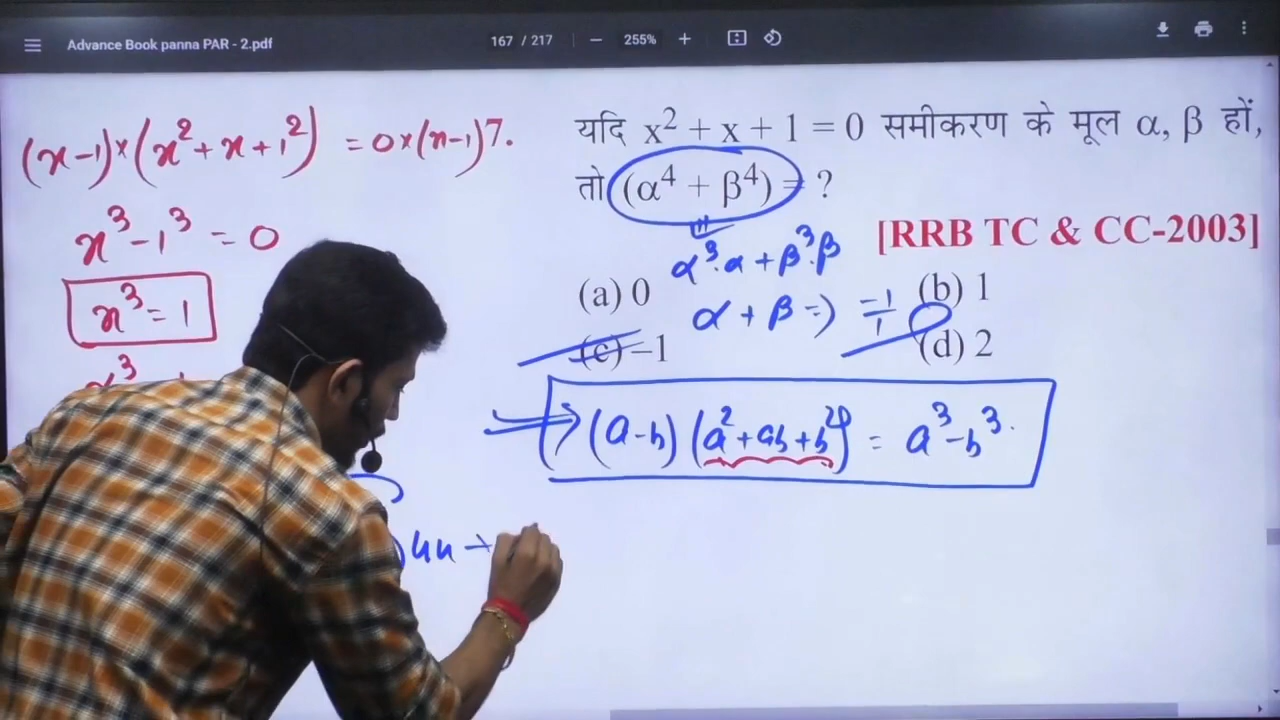 Advance Book panna PAR - 2.pdf
167 / 217 | − 255% +
(x-1)×(x²+x+1²) = 0×(x-1) 7.
x³-1³ = 0
x³ = 1
यदि x² + x + 1 = 0 समीकरण के मूल α, β हों,
तो (α⁴ + β⁴) = ?
[RRB TC & CC-2003]
α³·α + β³·β
α + β ⇒ -1/1
(a) 0 (b) 1
(c) –1 (d) 2
(a-b) (a²+ab+b²) = a³-b³.